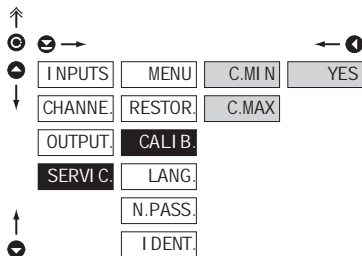 INPUTS MENU C.MIN YES
CHANNE. RESTOR. C.MAX
OUTPUT. CALIB.
SERVIC. LANG.
N.PASS.
IDENT.